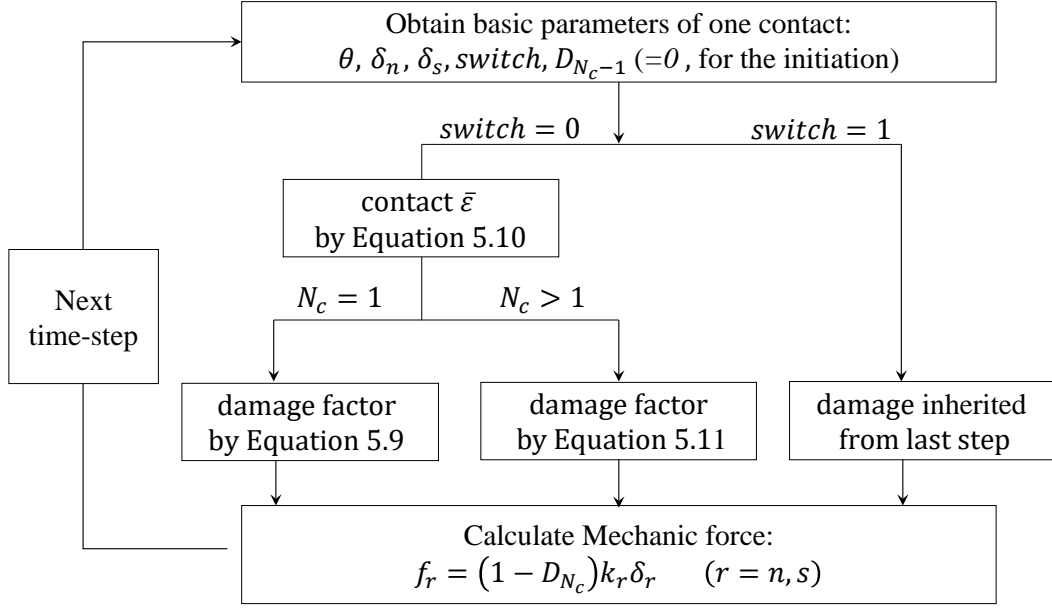 Obtain basic parameters of one contact:
θ, δₙ, δₛ, switch, D_{N_c−1} (=0 , for the initiation)
switch = 0
switch = 1
contact ε̄
by Equation 5.10
N_c = 1
N_c > 1
Next
time-step
damage factor
by Equation 5.9
damage factor
by Equation 5.11
damage inherited
from last step
Calculate Mechanic force:
f_r = (1 − D_{N_c})k_r δ_r (r = n, s)